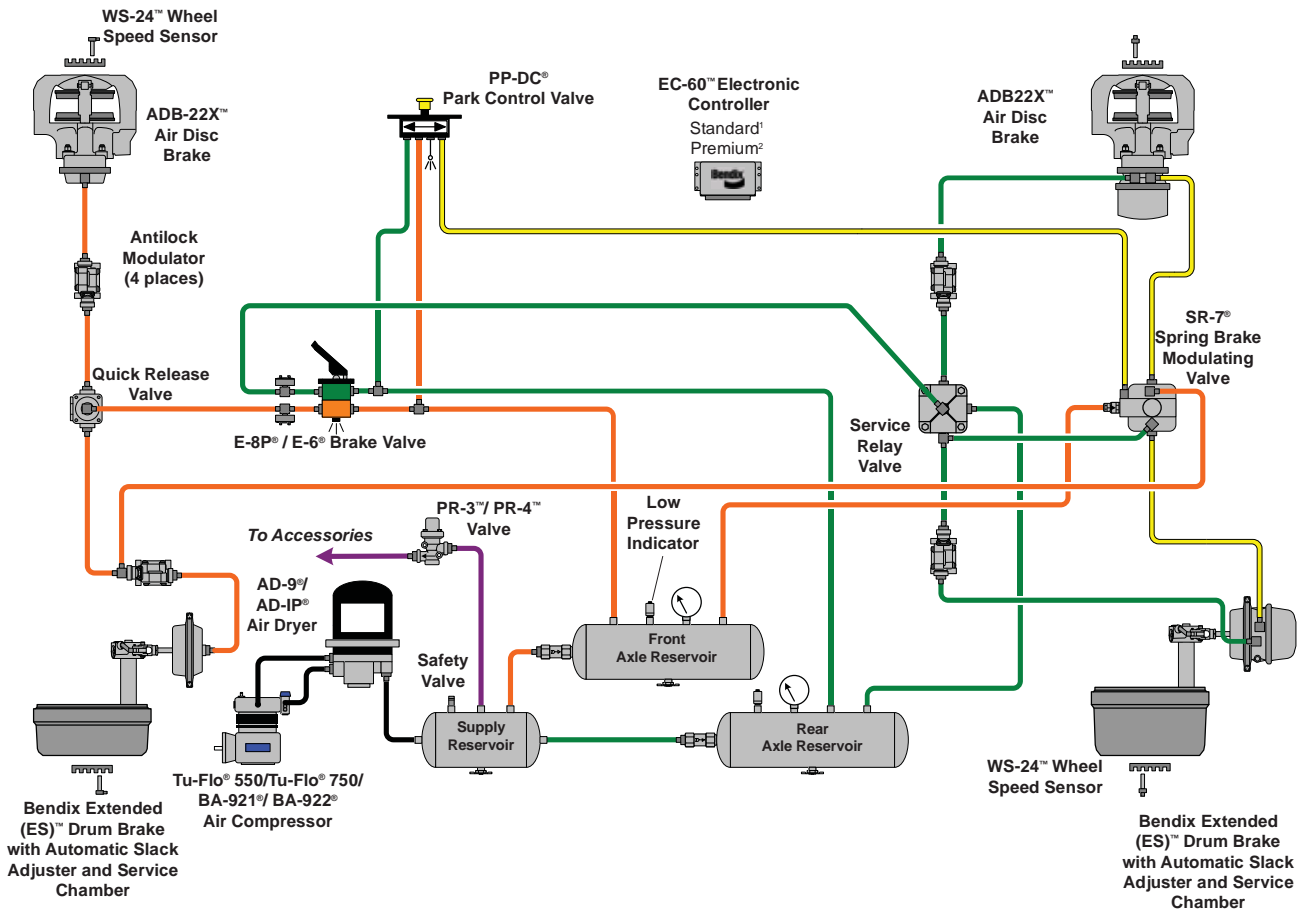 WS-24™ Wheel
Speed Sensor
ADB-22X™
Air Disc
Brake
PP-DC®
Park Control Valve
EC-60™ Electronic
Controller
Standard¹
Premium²
Bendix
ADB22X™
Air Disc
Brake
Antilock
Modulator
(4 places)
SR-7®
Spring Brake
Modulating
Valve
Quick Release
Valve
E-8P® / E-6® Brake Valve
Service
Relay
Valve
PR-3™/ PR-4™
Valve
To Accessories
Low
Pressure
Indicator
AD-9®/
AD-IP®
Air Dryer
Safety
Valve
Front
Axle Reservoir
Supply
Reservoir
Rear
Axle Reservoir
Tu-Flo® 550/Tu-Flo® 750/
BA-921®/ BA-922®
Air Compressor
WS-24™ Wheel
Speed Sensor
Bendix Extended
(ES)™ Drum Brake
with Automatic Slack
Adjuster and Service
Chamber
Bendix Extended
(ES)™ Drum Brake
with Automatic Slack
Adjuster and Service
Chamber